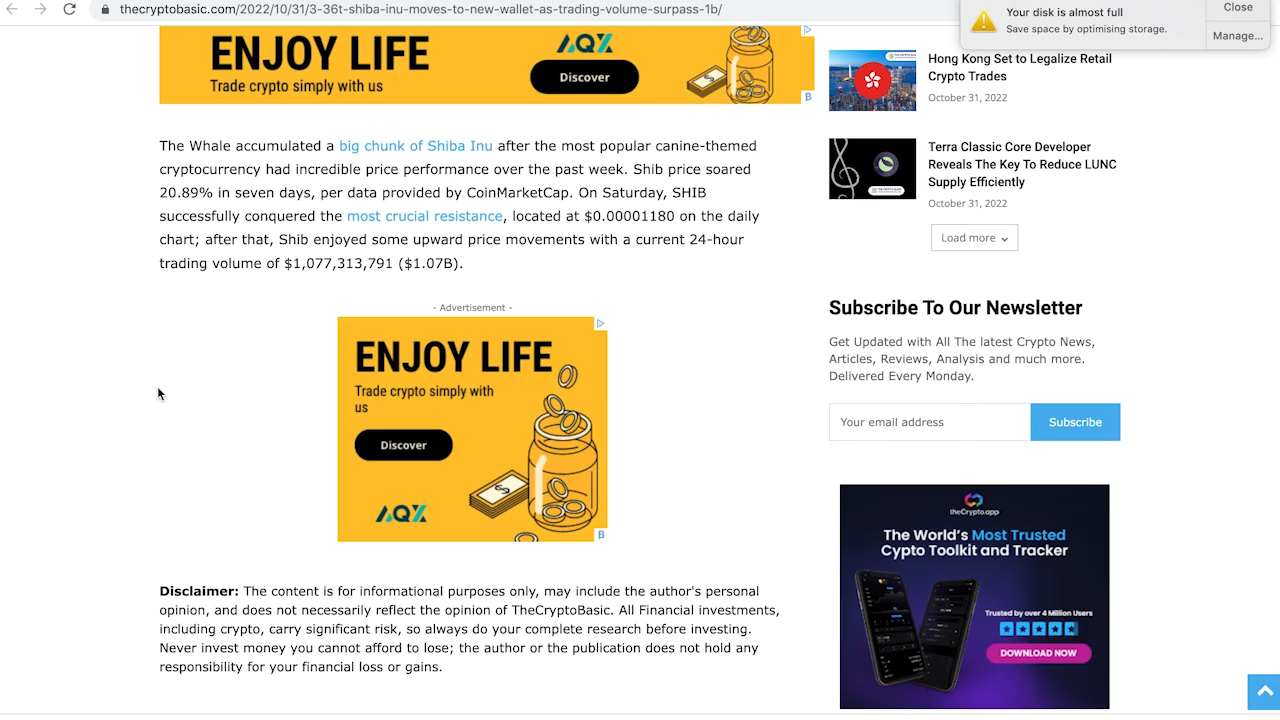 thecryptobasic.com/2022/10/31/3-36t-shiba-inu-moves-to-new-wallet-as-trading-volume-surpass-1b/
Your disk is almost full
Save space by optimising storage.
Close
Manage...
ENJOY LIFE
Trade crypto simply with us
AQX
Discover
B
The Whale accumulated a big chunk of Shiba Inu after the most popular canine-themed
cryptocurrency had incredible price performance over the past week. Shib price soared
20.89% in seven days, per data provided by CoinMarketCap. On Saturday, SHIB
successfully conquered the most crucial resistance, located at $0.00001180 on the daily
chart; after that, Shib enjoyed some upward price movements with a current 24-hour
trading volume of $1,077,313,791 ($1.07B).
- Advertisement -
ENJOY LIFE
Trade crypto simply with
us
Discover
AQX
$
B
Disclaimer: The content is for informational purposes only, may include the author's personal
opinion, and does not necessarily reflect the opinion of TheCryptoBasic. All Financial investments,
including crypto, carry significant risk, so always do your complete research before investing.
Never invest money you cannot afford to lose; the author or the publication does not hold any
responsibility for your financial loss or gains.
Hong Kong Set to Legalize Retail
Crypto Trades
October 31, 2022
Terra Classic Core Developer
Reveals The Key To Reduce LUNC
Supply Efficiently
October 31, 2022
Load more
Subscribe To Our Newsletter
Get Updated with All The latest Crypto News,
Articles, Reviews, Analysis and much more.
Delivered Every Monday.
Your email address
Subscribe
theCrypto.app
The World's Most Trusted
Cypto Toolkit and Tracker
Trusted by over 4 Million Users
DOWNLOAD NOW